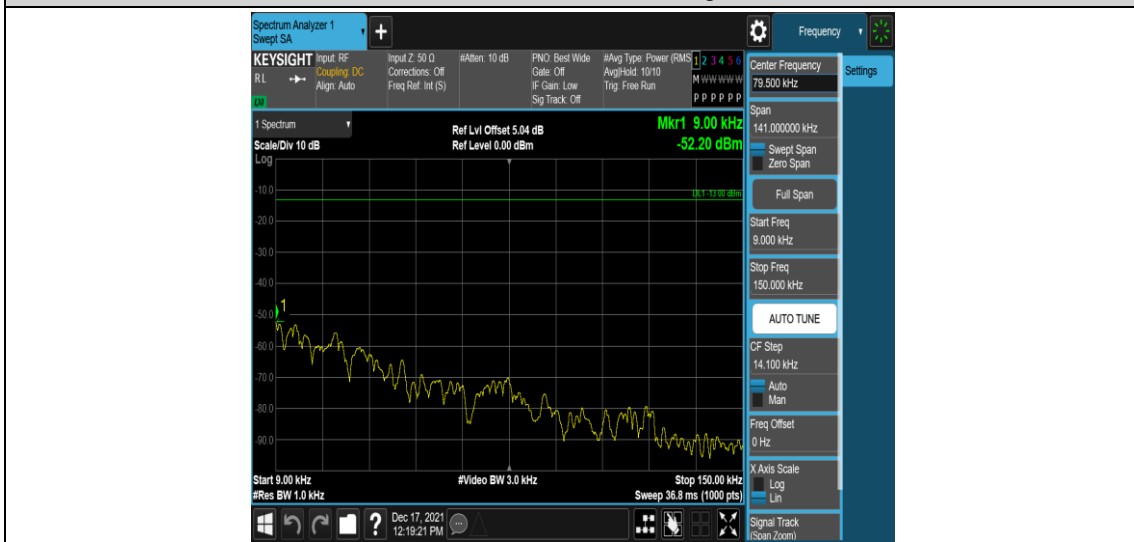 Spectrum Analyzer 1
Swept SA
+
Frequency
KEYSIGHT
RL
LXI
Input: RF
Coupling: DC
Align: Auto
Input Z: 50 Ω
Corrections: Off
Freq Ref: Int (S)
#Atten: 10 dB
PNO: Best Wide
Gate: Off
IF Gain: Low
Sig Track: Off
#Avg Type: Power (RMS
Avg|Hold: 10/10
Trig: Free Run
1 2 3 4 5 6
M W W W W W
P P P P P P
Center Frequency
79.500 kHz
Settings
Span
141.000000 kHz
Swept Span
Zero Span
Full Span
Start Freq
9.000 kHz
Stop Freq
150.000 kHz
AUTO TUNE
CF Step
14.100 kHz
Auto
Man
Freq Offset
0 Hz
X Axis Scale
Log
Lin
Signal Track
(Span Zoom)
1 Spectrum
Scale/Div 10 dB
Ref Lvl Offset 5.04 dB
Ref Level 0.00 dBm
Mkr1 9.00 kHz
-52.20 dBm
Log
DL1 -13.00 dBm
-10.0
-20.0
-30.0
-40.0
-50.0
-60.0
-70.0
-80.0
-90.0
1
Start 9.00 kHz
#Res BW 1.0 kHz
#Video BW 3.0 kHz
Stop 150.00 kHz
Sweep 36.8 ms (1000 pts)
?
Dec 17, 2021
12:19:21 PM